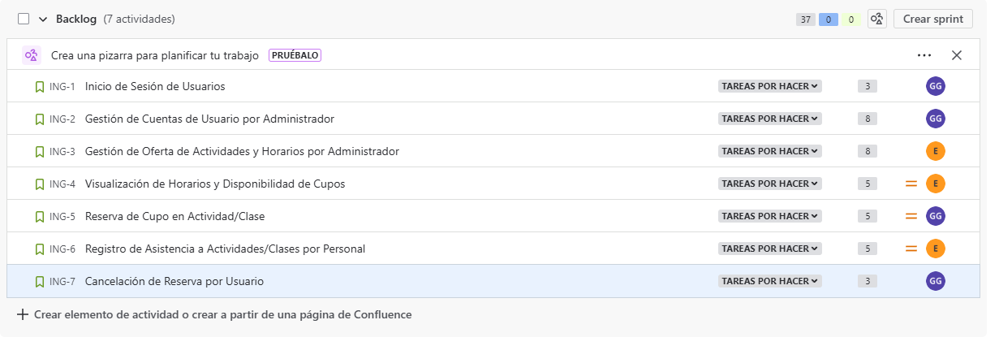 Backlog (7 actividades) 37 0 0 Crear sprint
Crea una pizarra para planificar tu trabajo PRUÉBALO
ING-1 Inicio de Sesión de Usuarios TAREAS POR HACER 3 GG
ING-2 Gestión de Cuentas de Usuario por Administrador TAREAS POR HACER 8 GG
ING-3 Gestión de Oferta de Actividades y Horarios por Administrador TAREAS POR HACER 8 E
ING-4 Visualización de Horarios y Disponibilidad de Cupos TAREAS POR HACER 5 E
ING-5 Reserva de Cupo en Actividad/Clase TAREAS POR HACER 5 GG
ING-6 Registro de Asistencia a Actividades/Clases por Personal TAREAS POR HACER 5 E
ING-7 Cancelación de Reserva por Usuario TAREAS POR HACER 3 GG
Crear elemento de actividad o crear a partir de una página de Confluence